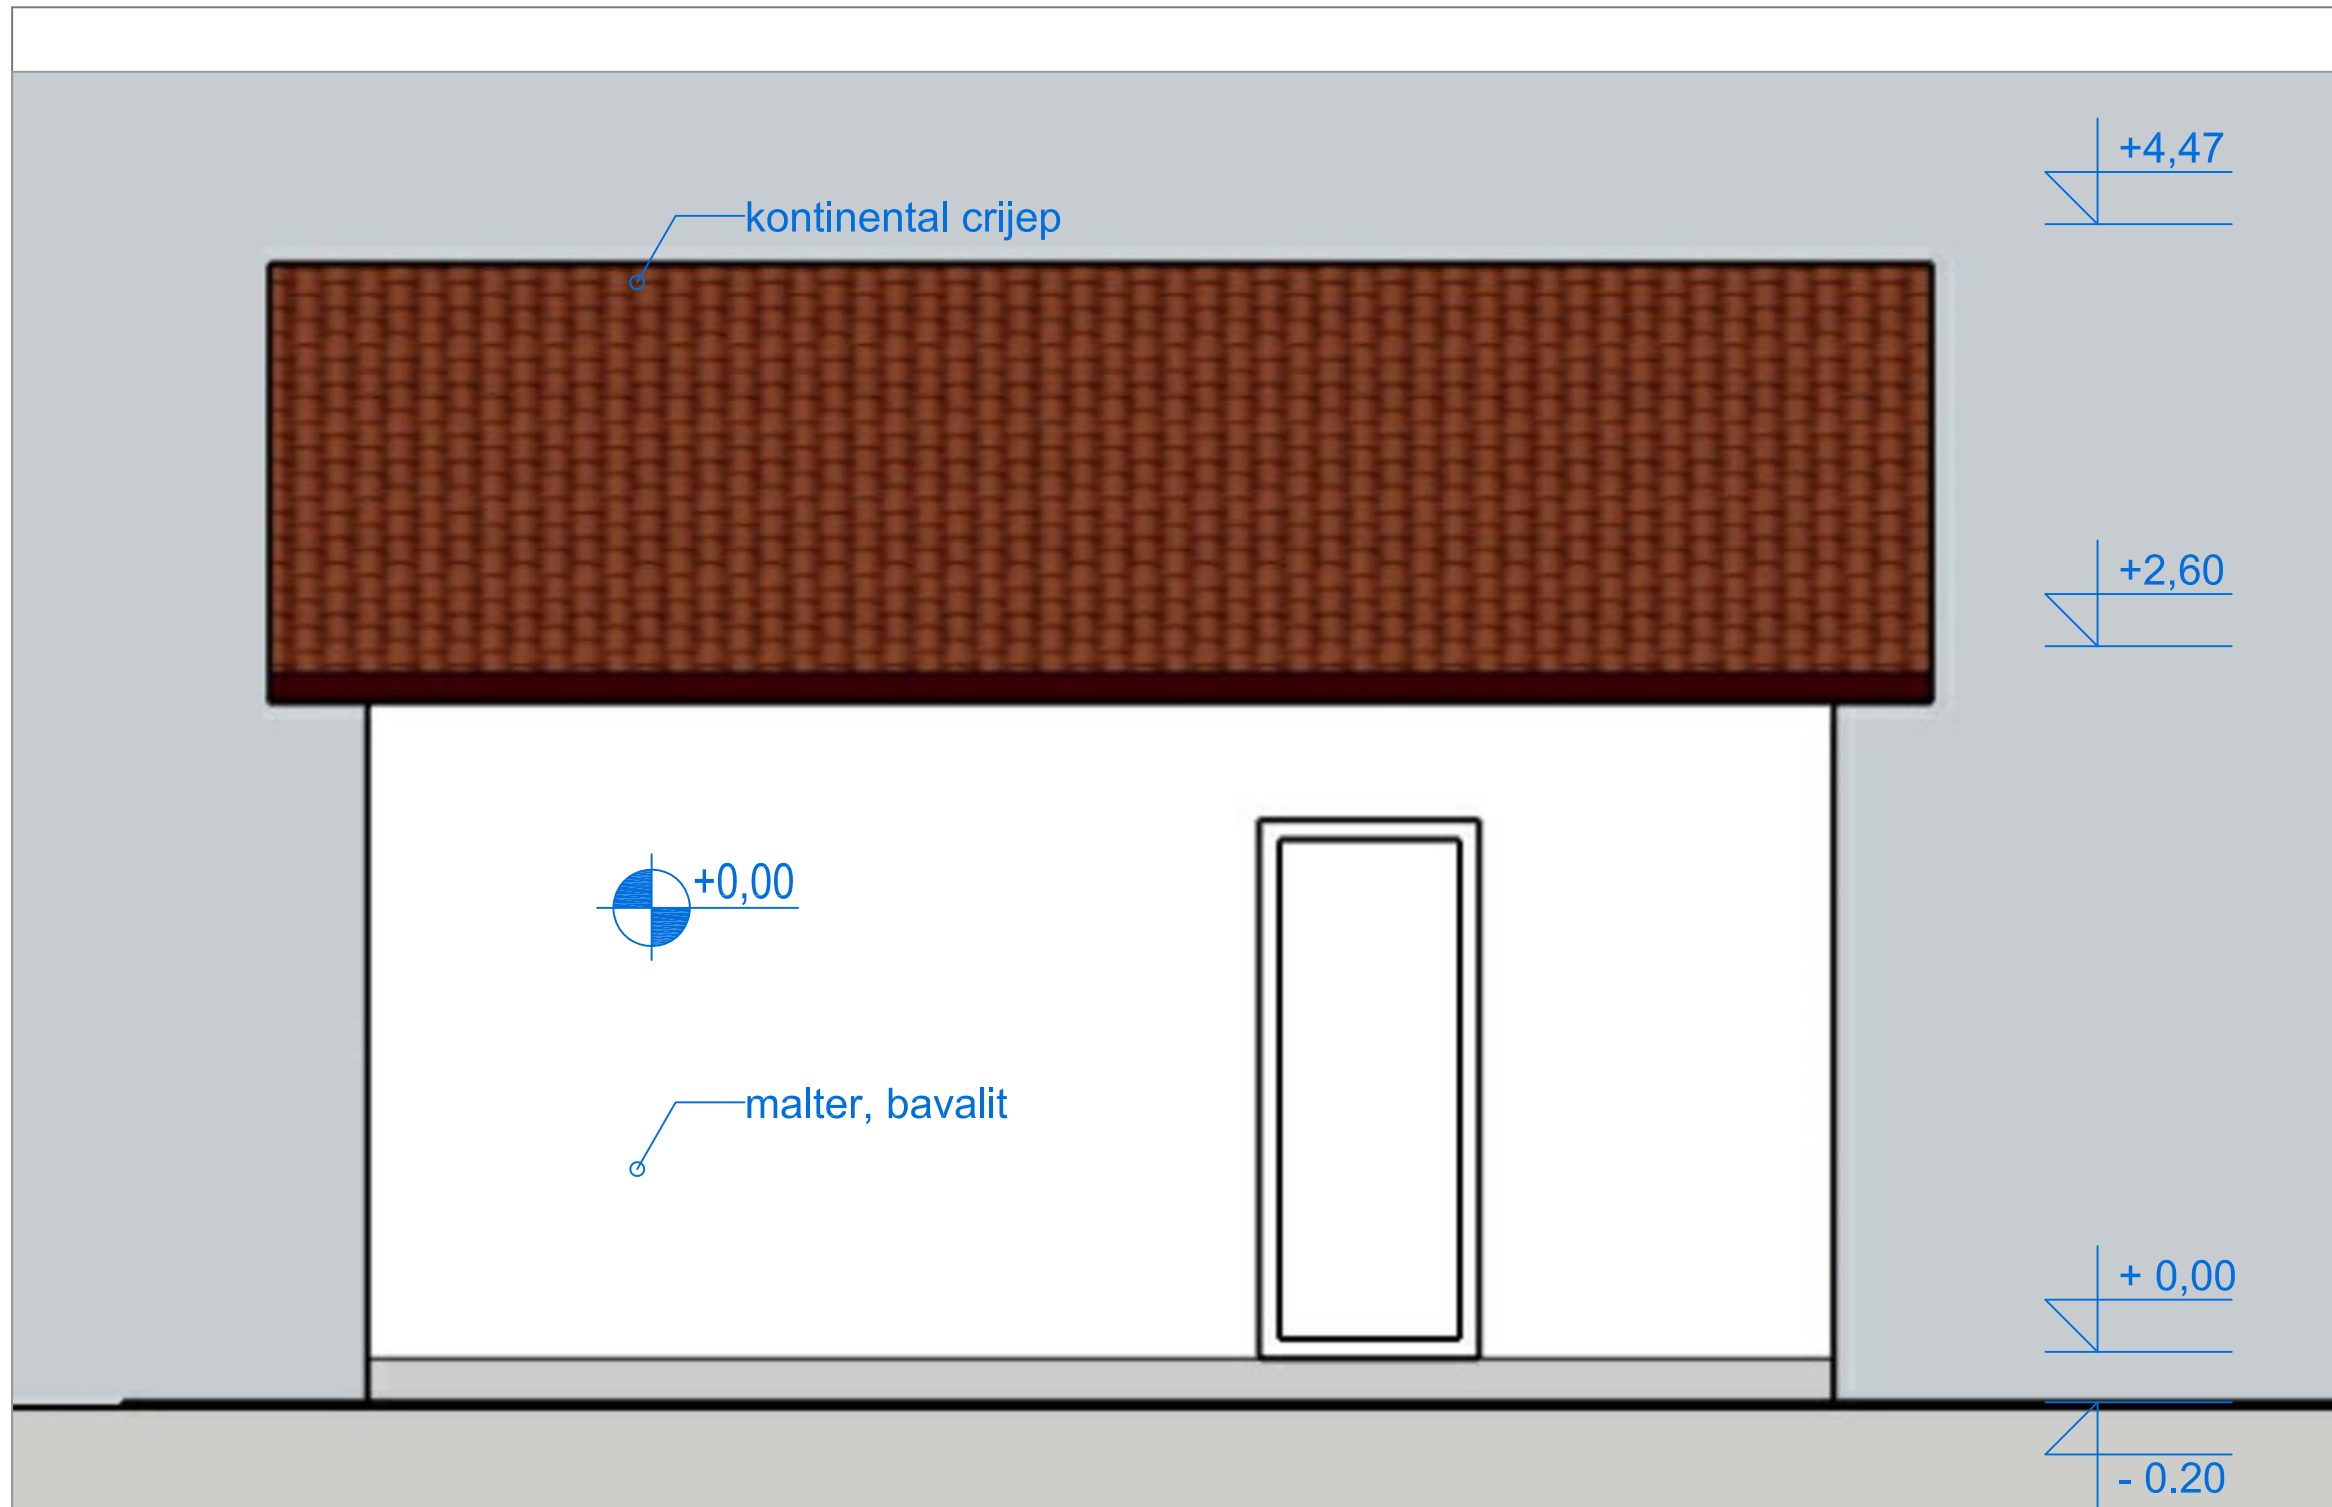 +4,47
kontinental crijep
+2,60
+0,00
malter, bavalit
+ 0,00
- 0.20